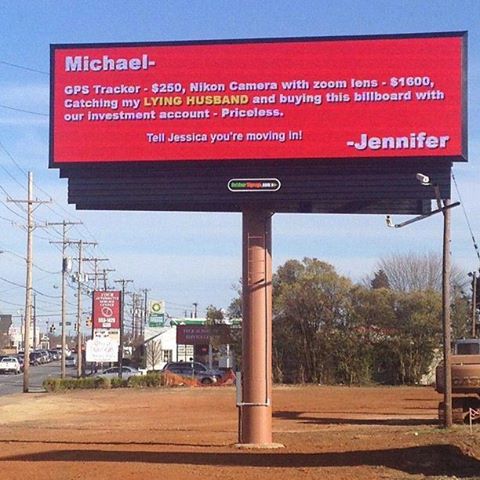 Michael-
GPS Tracker - $250, Nikon Camera with zoom lens - $1600,
Catching my LYING HUSBAND and buying this billboard with
our investment account - Priceless.
Tell Jessica you're moving in!
-Jennifer